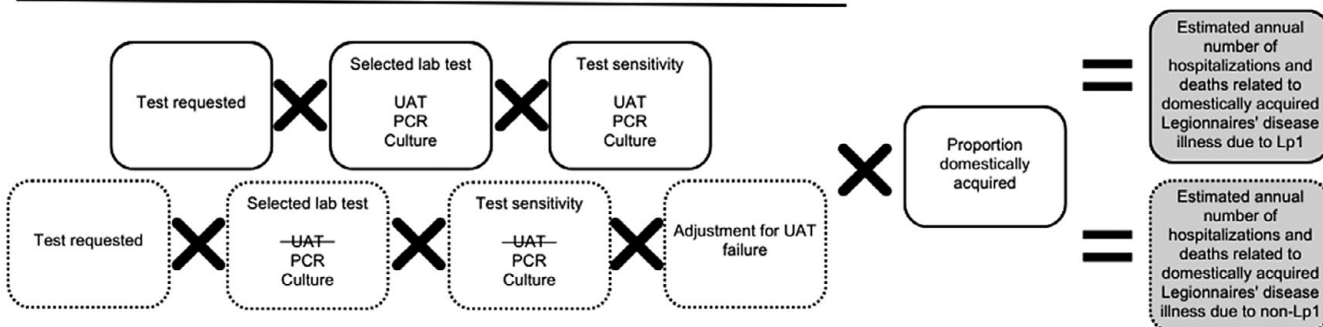 Test requested
Selected lab test
UAT
PCR
Culture
Test sensitivity
UAT
PCR
Culture
Proportion
domestically
acquired
Estimated annual
number of
hospitalizations and
deaths related to
domestically acquired
Legionnaires' disease
illness due to Lp1
Test requested
Selected lab test
UAT
PCR
Culture
Test sensitivity
UAT
PCR
Culture
Adjustment for UAT
failure
Estimated annual
number of
hospitalizations and
deaths related to
domestically acquired
Legionnaires' disease
illness due to non-Lp1